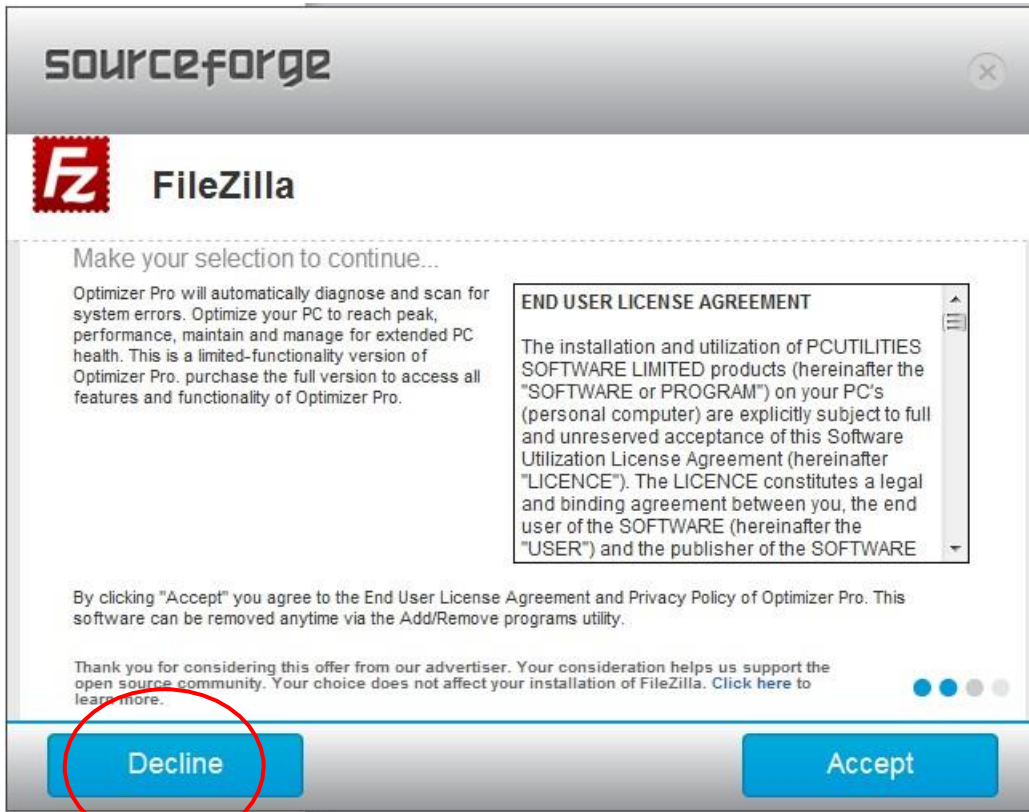 sourceforge
Fz
FileZilla
Make your selection to continue...
Optimizer Pro will automatically diagnose and scan for
system errors. Optimize your PC to reach peak,
performance, maintain and manage for extended PC
health. This is a limited-functionality version of
Optimizer Pro. purchase the full version to access all
features and functionality of Optimizer Pro.
END USER LICENSE AGREEMENT
The installation and utilization of PCUTILITIES
SOFTWARE LIMITED products (hereinafter the
"SOFTWARE or PROGRAM") on your PC's
(personal computer) are explicitly subject to full
and unreserved acceptance of this Software
Utilization License Agreement (hereinafter
"LICENCE"). The LICENCE constitutes a legal
and binding agreement between you, the end
user of the SOFTWARE (hereinafter the
"USER") and the publisher of the SOFTWARE
By clicking "Accept" you agree to the End User License Agreement and Privacy Policy of Optimizer Pro. This
software can be removed anytime via the Add/Remove programs utility.
Thank you for considering this offer from our advertiser. Your consideration helps us support the
open source community. Your choice does not affect your installation of FileZilla. Click here to
learn more.
Decline
Accept